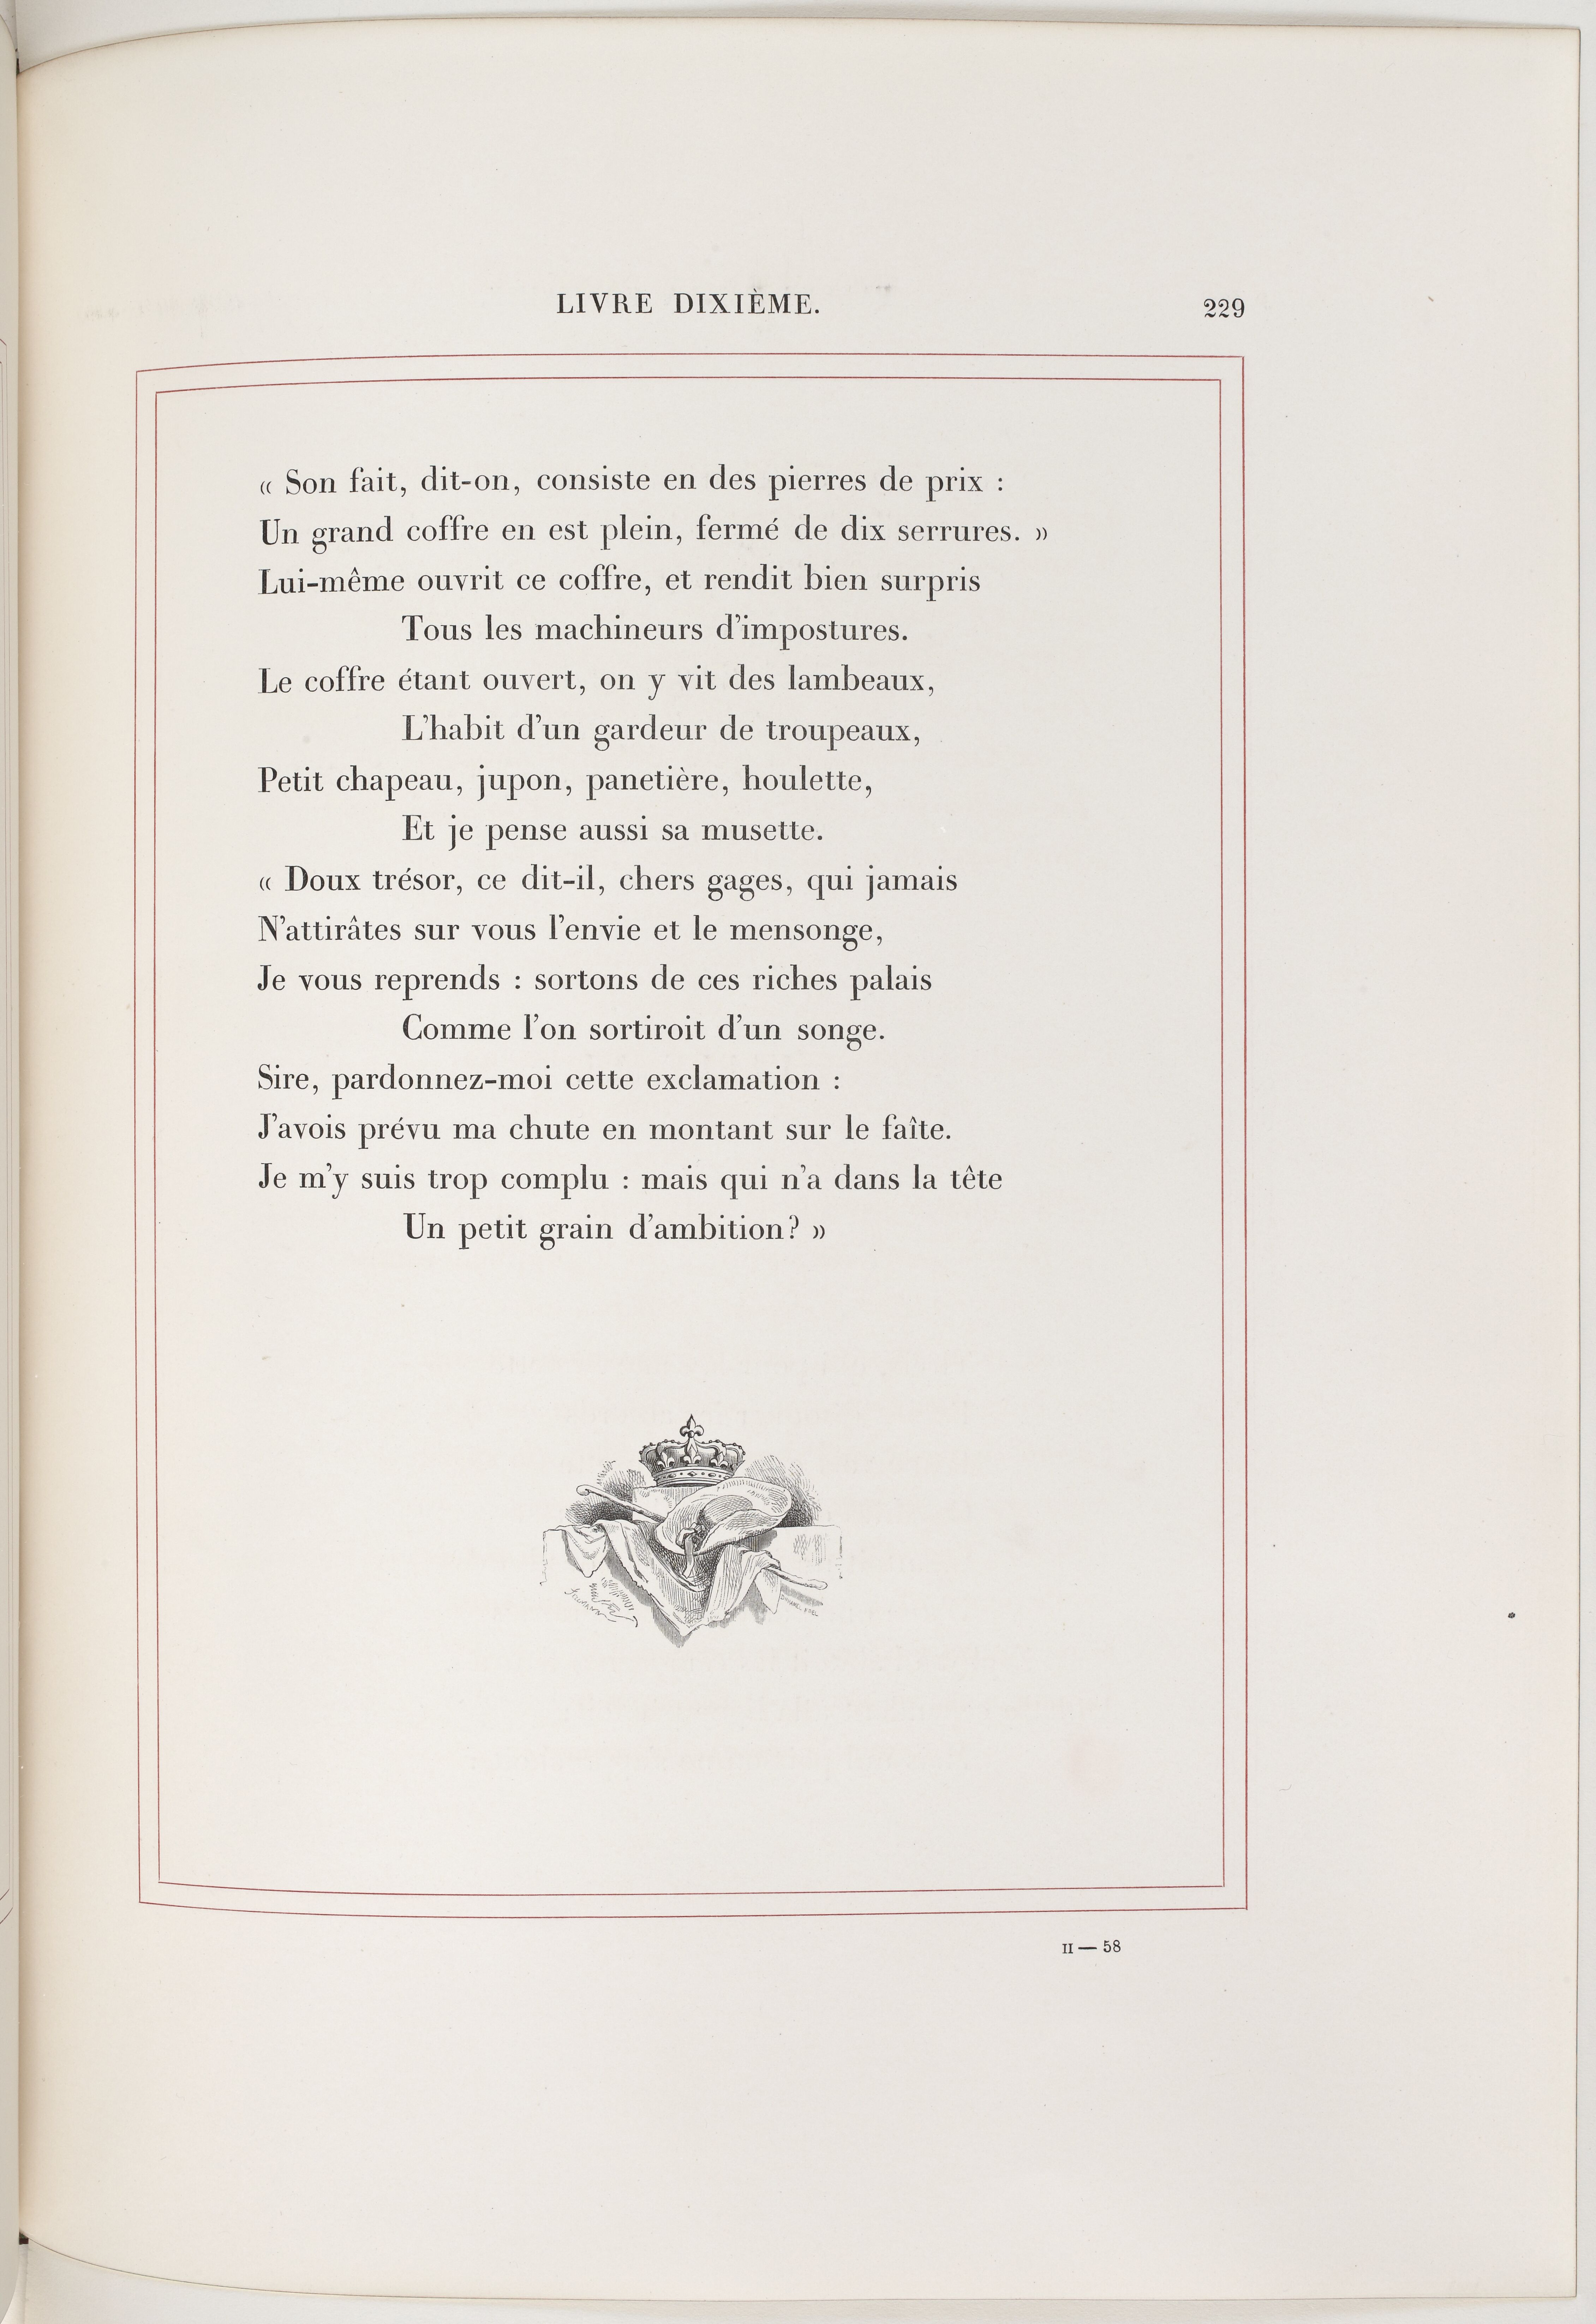 LIVRE DIXIÈME.
229
« Son fait, dit-on, consiste en des pierres de prix :
Un grand coffre en est plein, fermé de dix serrures. »
Lui-même ouvrit ce coffre, et rendit bien surpris
Tous les machineurs d'impostures.
Le coffre étant ouvert, on y vit des lambeaux,
L'habit d'un gardeur de troupeaux,
Petit chapeau, jupon, panetière, houlette,
Et je pense aussi sa musette.
« Doux trésor, ce dit-il, chers gages, qui jamais
N'attirâtes sur vous l'envie et le mensonge,
Je vous reprends : sortons de ces riches palais
Comme l'on sortiroit d'un songe.
Sire, pardonnez-moi cette exclamation :
J'avois prévu ma chute en montant sur le faîte.
Je m'y suis trop complu : mais qui n'a dans la tête
Un petit grain d'ambition? »
II — 58